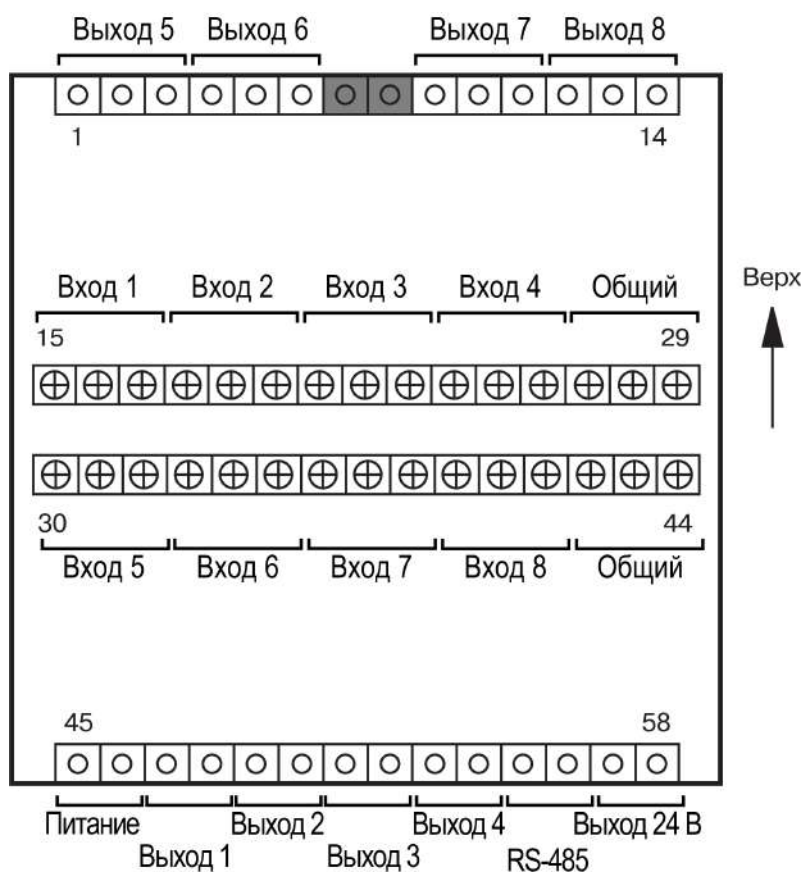 Выход 5 Выход 6 Выход 7 Выход 8
1 14
Вход 1 Вход 2 Вход 3 Вход 4 Общий
Верх
15 29
30 44
Вход 5 Вход 6 Вход 7 Вход 8 Общий
45 58
Питание Выход 2 Выход 4 Выход 24 В
Выход 1 Выход 3 RS-485